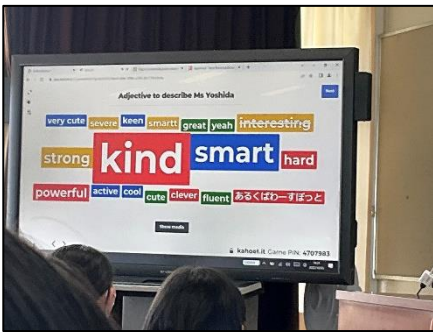 Adjective to describe Ms Yoshida
Next
very cute severe keen smartt great yeah interesting
strong kind smart hard
powerful active cool cute clever fluent あるくぱわーすぽっと
Show media
kahoot.it Game PIN: 4707983